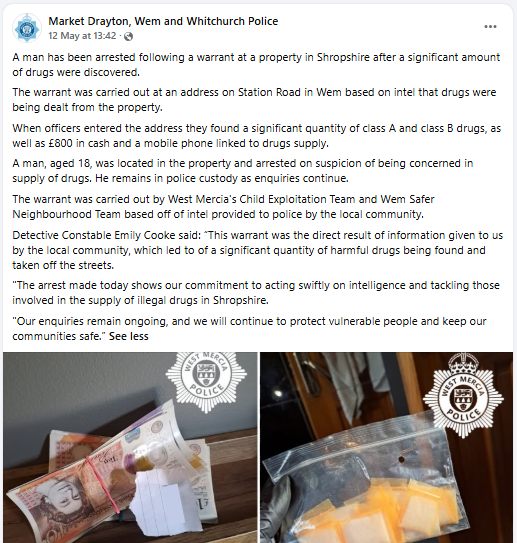 Market Drayton, Wem and Whitchurch Police
12 May at 13:42 ·
A man has been arrested following a warrant at a property in Shropshire after a significant amount
of drugs were discovered.
The warrant was carried out at an address on Station Road in Wem based on intel that drugs were
being dealt from the property.
When officers entered the address they found a significant quantity of class A and class B drugs, as
well as £800 in cash and a mobile phone linked to drugs supply.
A man, aged 18, was located in the property and arrested on suspicion of being concerned in
supply of drugs. He remains in police custody as enquiries continue.
The warrant was carried out by West Mercia's Child Exploitation Team and Wem Safer
Neighbourhood Team based off of intel provided to police by the local community.
Detective Constable Emily Cooke said: "This warrant was the direct result of information given to us
by the local community, which led to of a significant quantity of harmful drugs being found and
taken off the streets.
"The arrest made today shows our commitment to acting swiftly on intelligence and tackling those
involved in the supply of illegal drugs in Shropshire.
"Our enquiries remain ongoing, and we will continue to protect vulnerable people and keep our
communities safe." See less
WEST MERCIA
POLICE
WEST MERCIA
POLICE